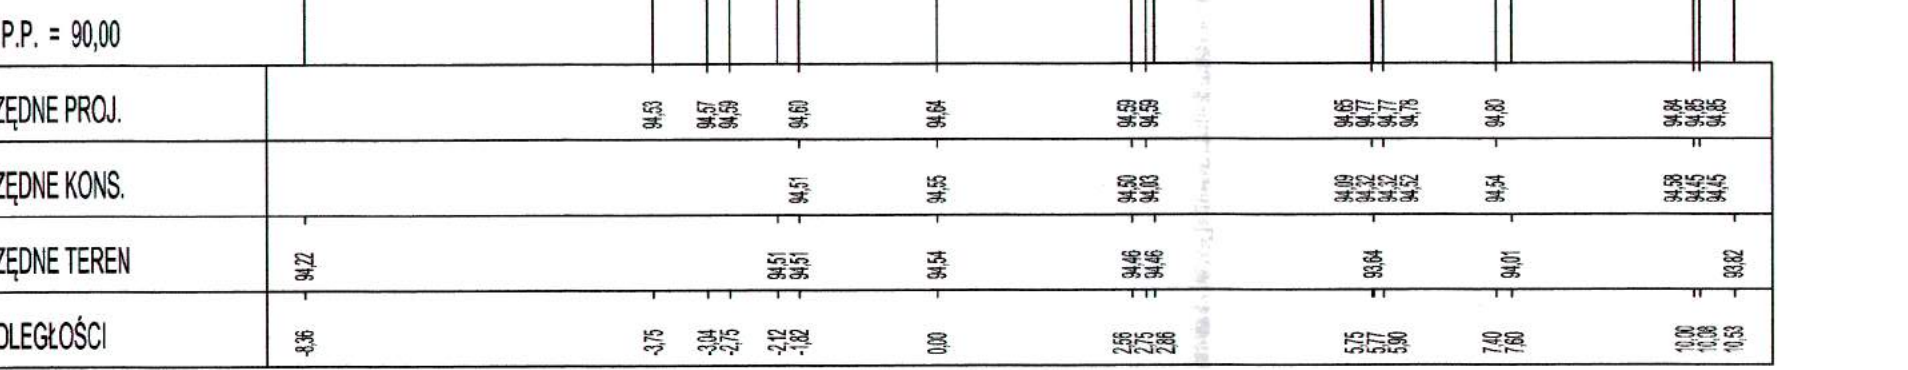 P.P. = 90,00
ZĘDNE PROJ. 94,53 94,57 94,59 94,60 94,64 94,59 94,59 94,65 94,77 94,77 94,78 94,80 94,84 94,85 94,85
ZĘDNE KONS. 94,51 94,55 94,50 94,03 94,09 94,32 94,32 94,52 94,54 94,58 94,45 94,45
ZĘDNE TEREN 94,22 94,51 94,51 94,54 94,46 94,46 93,64 94,01 93,82
DLEGŁOŚCI -8,36 -3,75 -3,04 -2,75 -2,12 -1,82 0,00 2,56 2,75 2,86 5,75 5,77 5,90 7,40 7,60 10,00 10,08 10,53